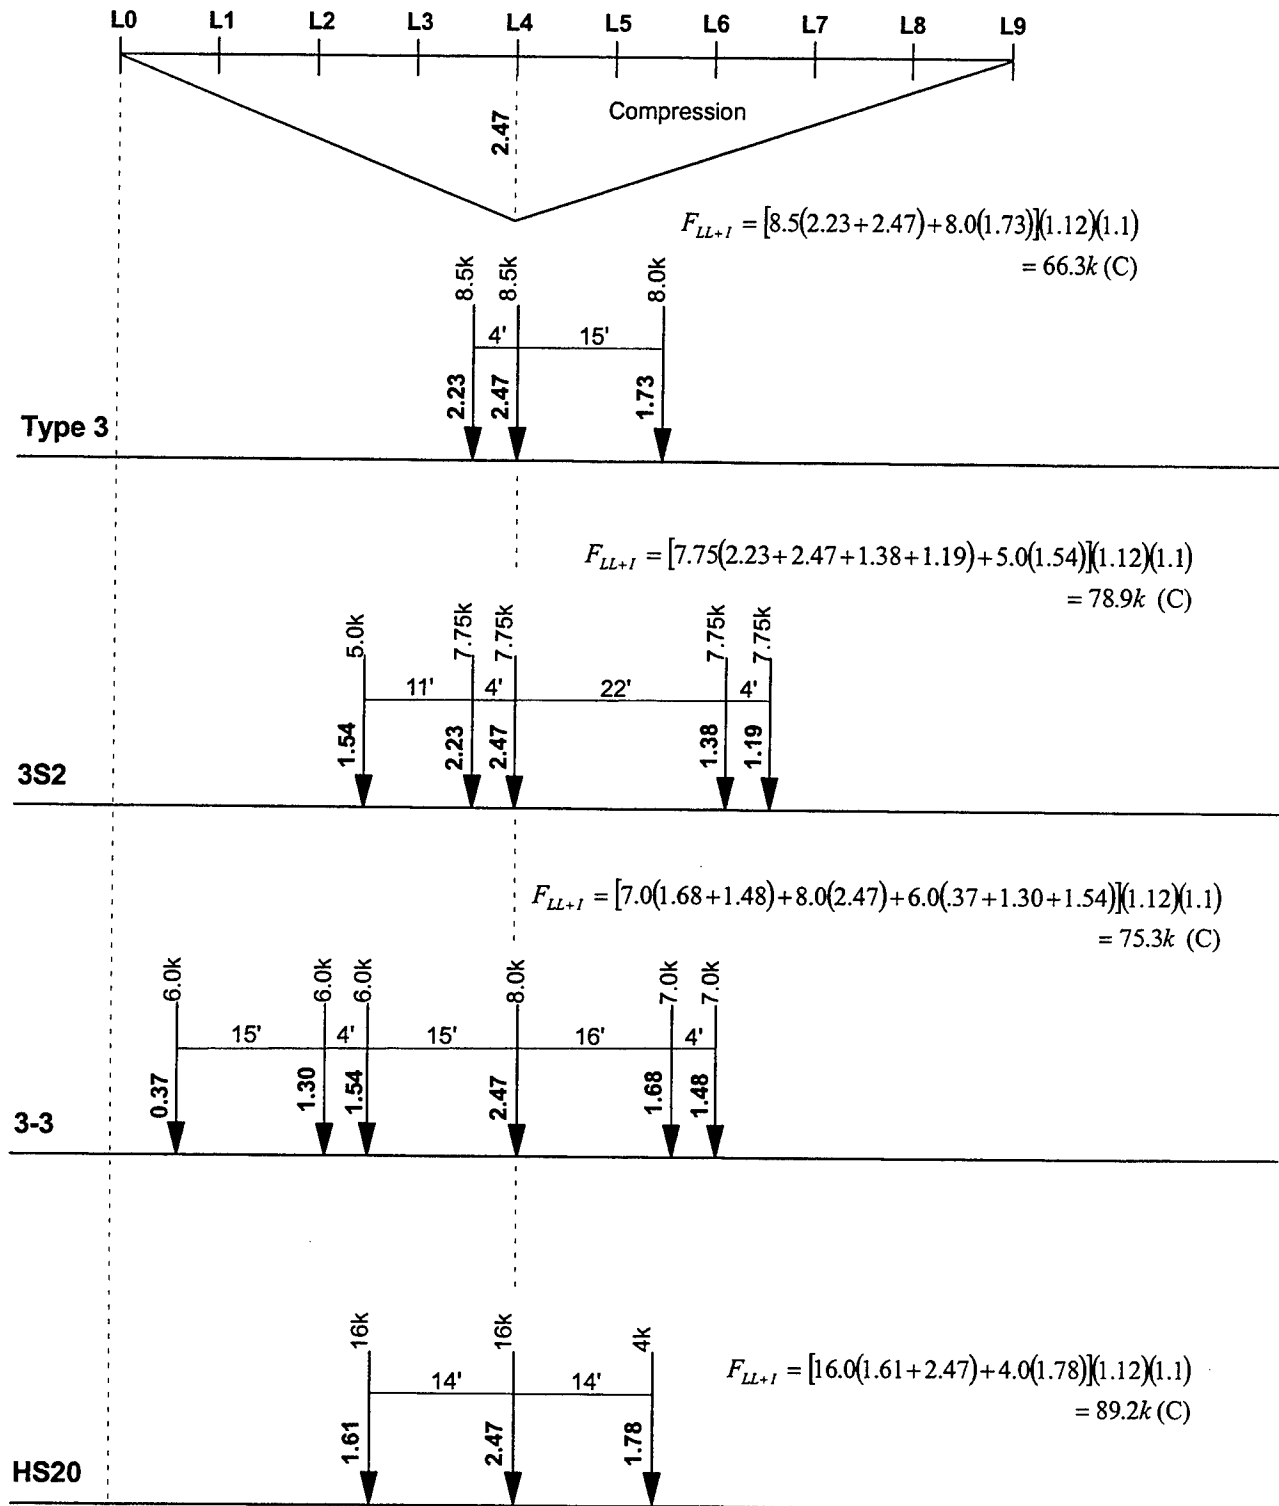 L0 L1 L2 L3 L4 L5 L6 L7 L8 L9
2.47
Compression
F_{LL+I} = [8.5(2.23+2.47)+8.0(1.73)](1.12)(1.1)
= 66.3k (C)
8.5k 8.5k 8.0k
4' 15'
2.23 2.47 1.73
Type 3
F_{LL+I} = [7.75(2.23+2.47+1.38+1.19)+5.0(1.54)](1.12)(1.1)
= 78.9k (C)
5.0k 7.75k 7.75k 7.75k 7.75k
11' 4' 22' 4'
1.54 2.23 2.47 1.38 1.19
3S2
F_{LL+I} = [7.0(1.68+1.48)+8.0(2.47)+6.0(.37+1.30+1.54)](1.12)(1.1)
= 75.3k (C)
6.0k 6.0k 6.0k 8.0k 7.0k 7.0k
15' 4' 15' 16' 4'
0.37 1.30 1.54 2.47 1.68 1.48
3-3
16k 16k 4k
F_{LL+I} = [16.0(1.61+2.47)+4.0(1.78)](1.12)(1.1)
= 89.2k (C)
14' 14'
1.61 2.47 1.78
HS20